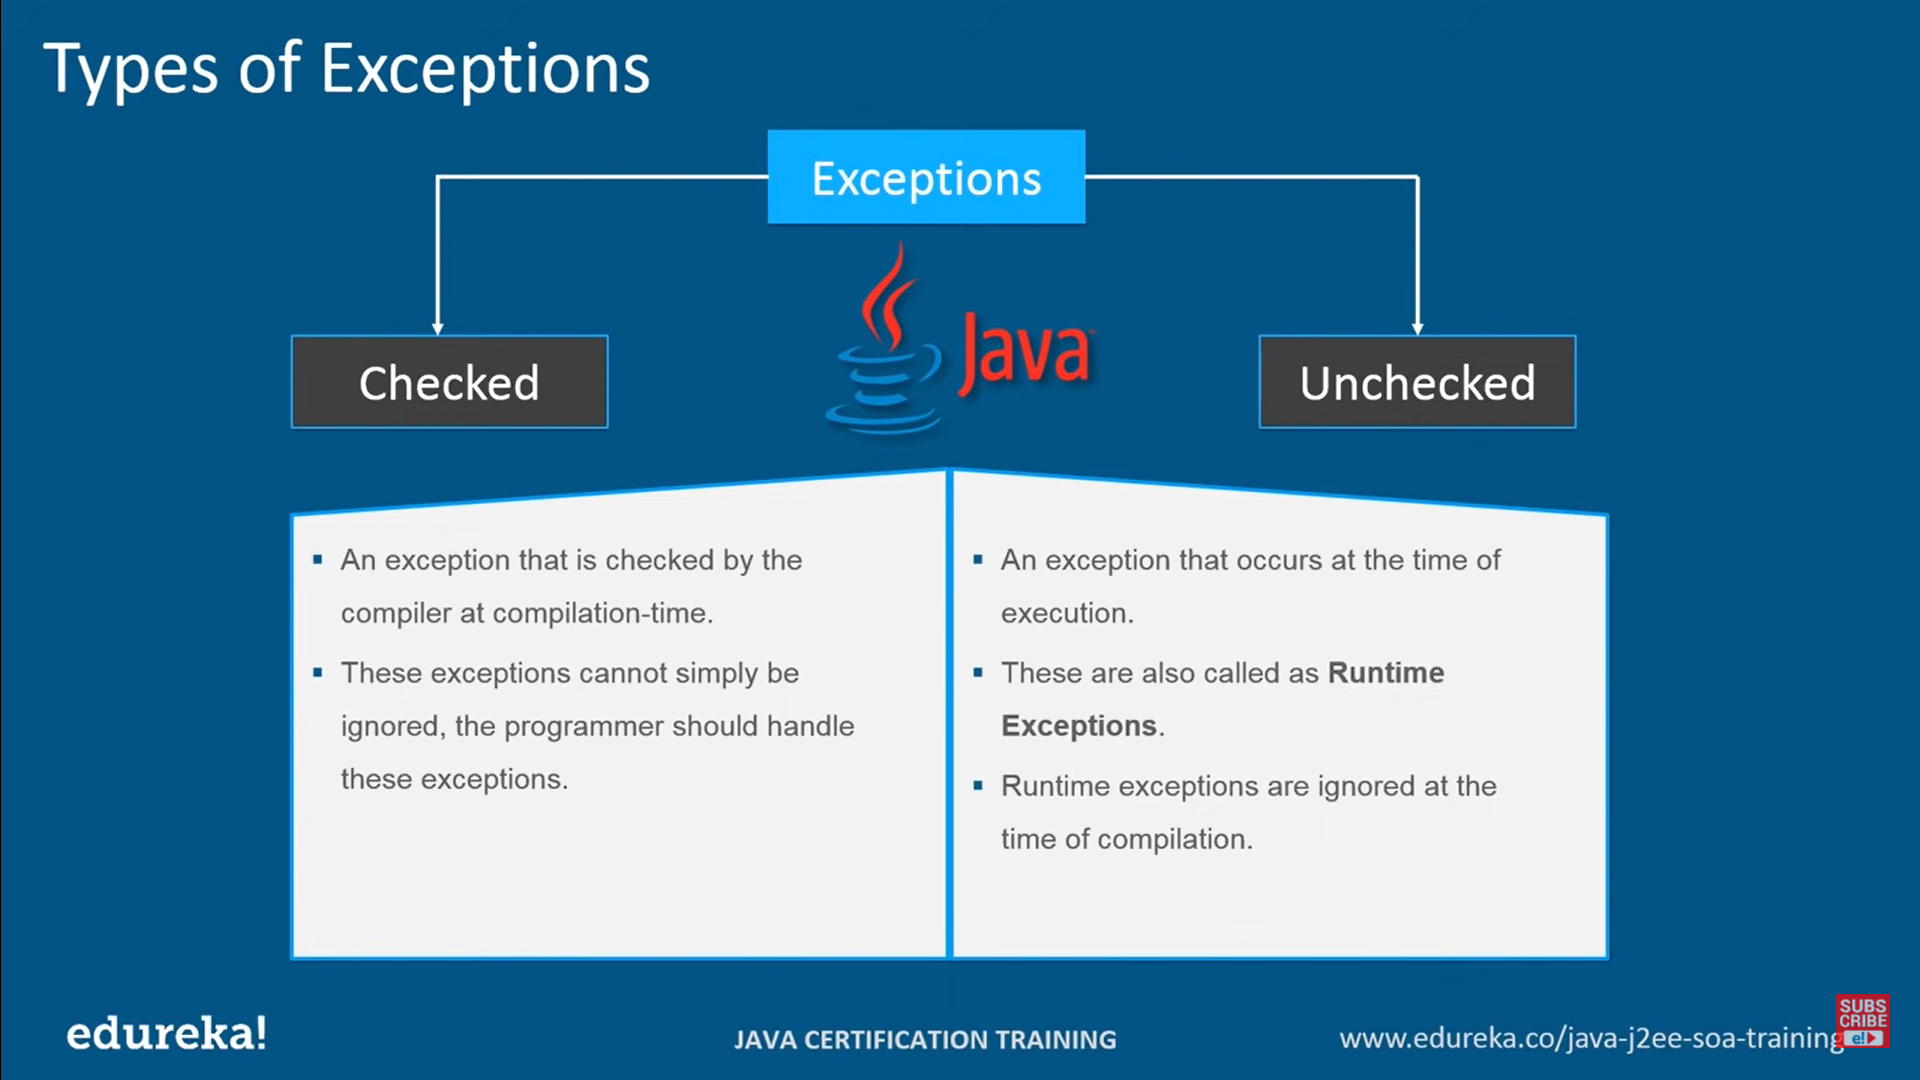 Types of Exceptions
Exceptions
Java
Checked
Unchecked
▪ An exception that is checked by the
compiler at compilation-time.
▪ These exceptions cannot simply be
ignored, the programmer should handle
these exceptions.
▪ An exception that occurs at the time of
execution.
▪ These are also called as Runtime
Exceptions.
▪ Runtime exceptions are ignored at the
time of compilation.
edureka!
JAVA CERTIFICATION TRAINING
www.edureka.co/java-j2ee-soa-training
SUBS
CRIBE
e!